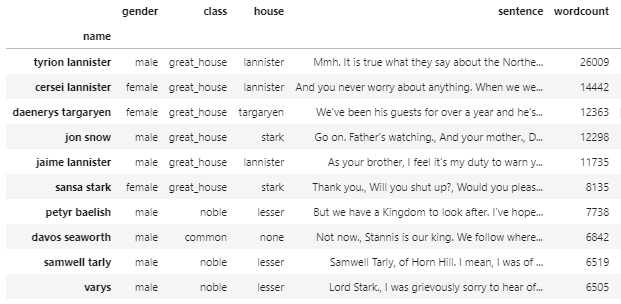 gender class house sentence wordcount
name
tyrion lannister male great_house lannister Mmh. It is true what they say about the Northe... 26009
cersei lannister female great_house lannister And you never worry about anything. When we we... 14442
daenerys targaryen female great_house targaryen We've been his guests for over a year and he's... 12363
jon snow male great_house stark Go on. Father's watching., And your mother., D... 12298
jaime lannister male great_house lannister As your brother, I feel it's my duty to warn y... 11735
sansa stark female great_house stark Thank you., Will you shut up?, Would you pleas... 8135
petyr baelish male noble lesser But we have a Kingdom to look after. I've hope... 7738
davos seaworth male common none Not now., Stannis is our king. We follow where... 6842
samwell tarly male noble lesser Samwell Tarly, of Horn Hill. I mean, I was of ... 6519
varys male noble lesser Lord Stark., I was grievously sorry to hear of... 6505